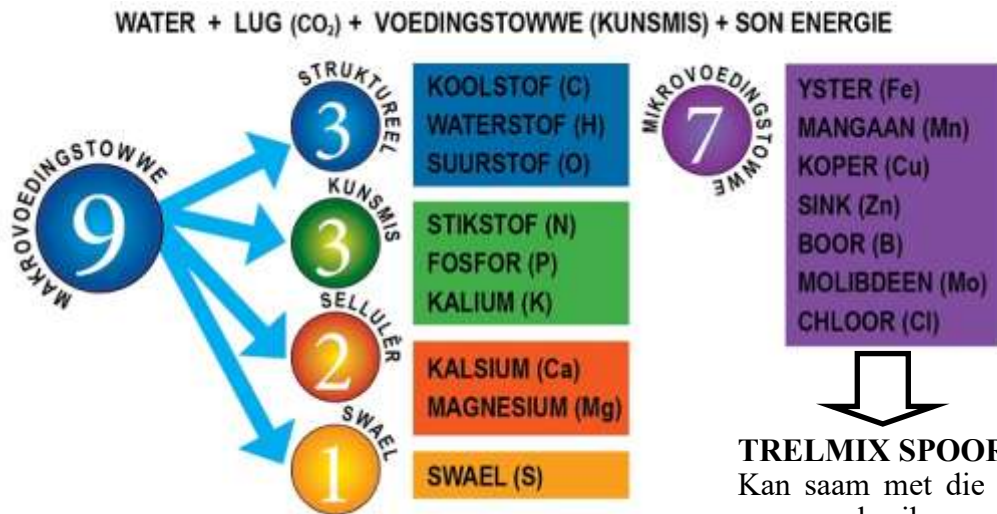 WATER + LUG (CO₂) + VOEDINGSTOWWE (KUNSMIS) + SON ENERGIE
MAKROVOEDINGSTOWWE
9
STRUKTUREEL
3
KOOLSTOF (C)
WATERSTOF (H)
SUURSTOF (O)
KUNSMIS
3
STIKSTOF (N)
FOSFOR (P)
KALIUM (K)
SELLULÊR
2
KALSIUM (Ca)
MAGNESIUM (Mg)
SWAEL
1
SWAEL (S)
MIKROVOEDINGSTOWWE
7
YSTER (Fe)
MANGAAN (Mn)
KOPER (Cu)
SINK (Zn)
BOOR (B)
MOLIBDEEN (Mo)
CHLOOR (Cl)
TRELMIX SPOOR
Kan saam met die